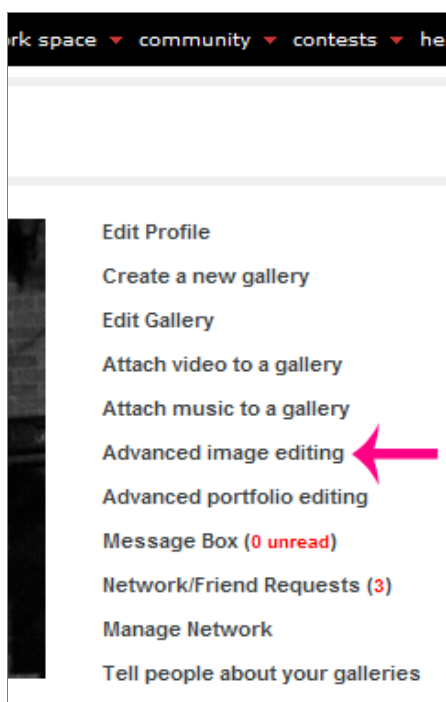 space community contests
Edit Profile
Create a new gallery
Edit Gallery
Attach video to a gallery
Attach music to a gallery
Advanced image editing
Advanced portfolio editing
Message Box (0 unread)
Network/Friend Requests (3)
Manage Network
Tell people about your galleries